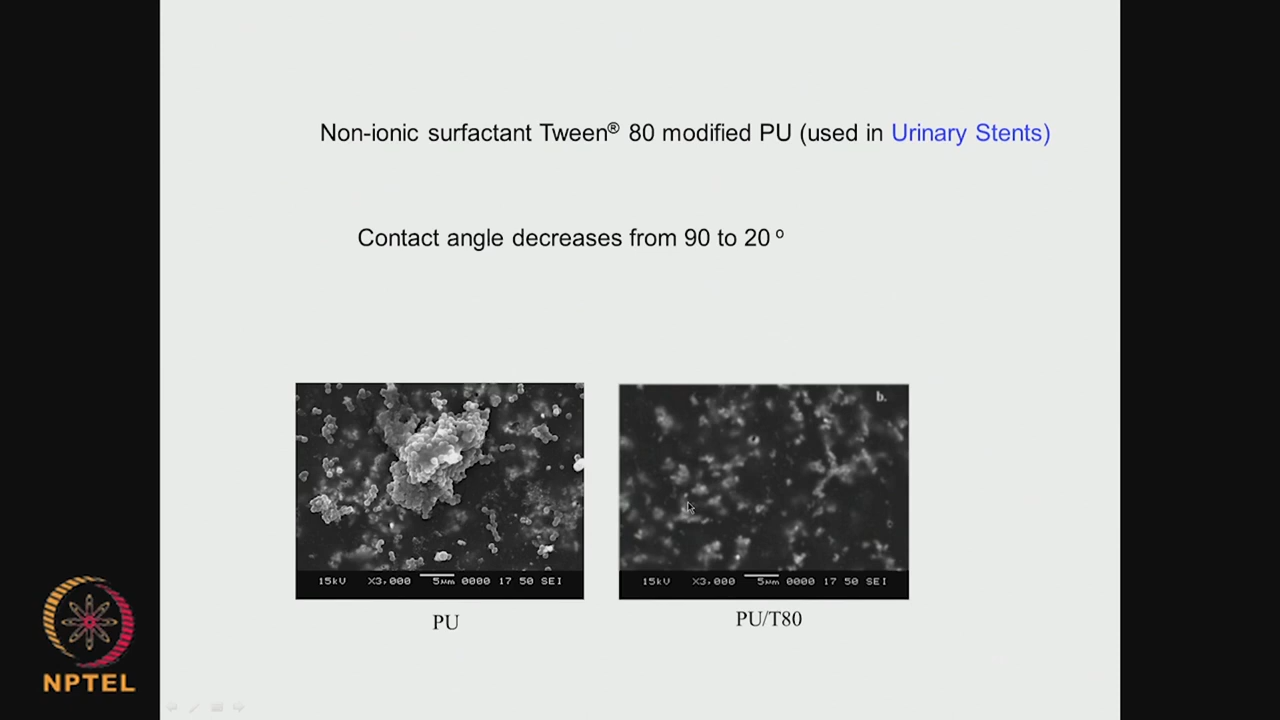 Non-ionic surfactant Tween® 80 modified PU (used in Urinary Stents)
Contact angle decreases from 90 to 20 º
b.
15kV X3,000 5µm 0000 17 50 SEI
15kV X3,000 5µm 0000 17 50 SEI
PU
PU/T80
NPTEL